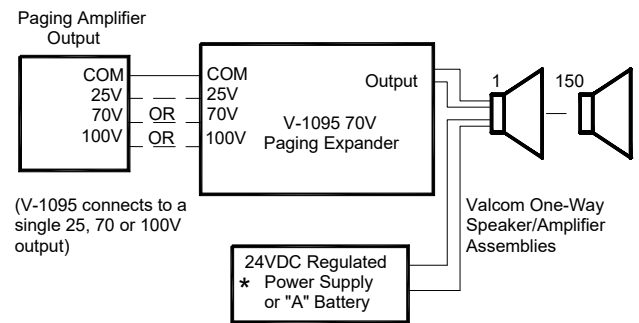 Paging Amplifier
Output
COM
25V
70V
100V
OR
OR
COM
25V
70V
100V
Output
V-1095 70V
Paging Expander
1
150
(V-1095 connects to a
single 25, 70 or 100V
output)
Valcom One-Way
Speaker/Amplifier
Assemblies
24VDC Regulated
* Power Supply
or "A" Battery